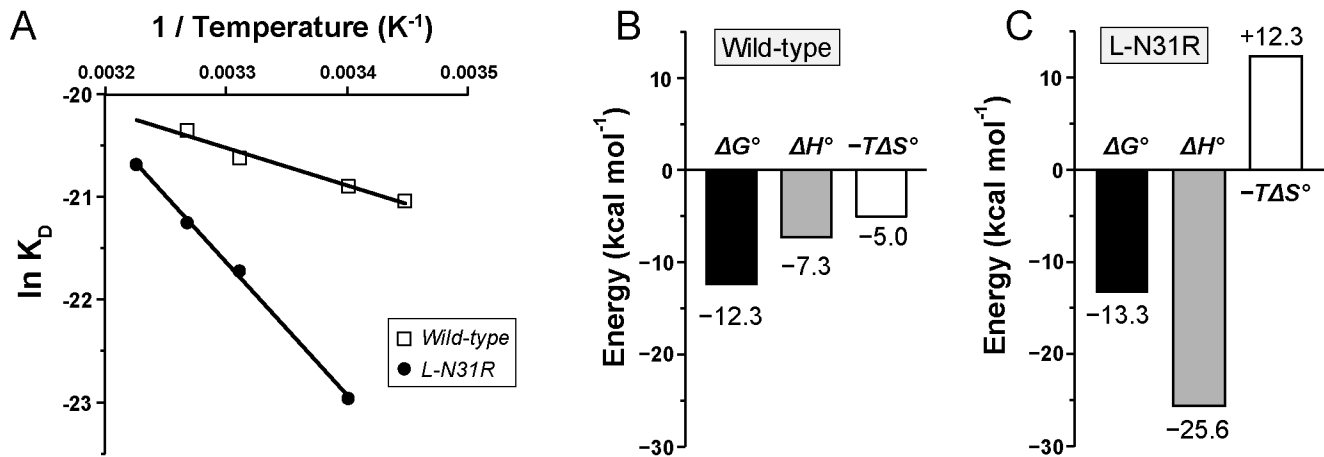 A
1 / Temperature (K⁻¹)
0.0032 0.0033 0.0034 0.0035
-20
-21
-22
-23
ln K_D
Wild-type
L-N31R
B
Wild-type
Energy (kcal mol⁻¹)
10
0
−10
−20
−30
ΔG° ΔH° −TΔS°
−12.3
−7.3
−5.0
C
L-N31R
+12.3
Energy (kcal mol⁻¹)
10
0
−10
−20
−30
ΔG° ΔH°
−TΔS°
−13.3
−25.6